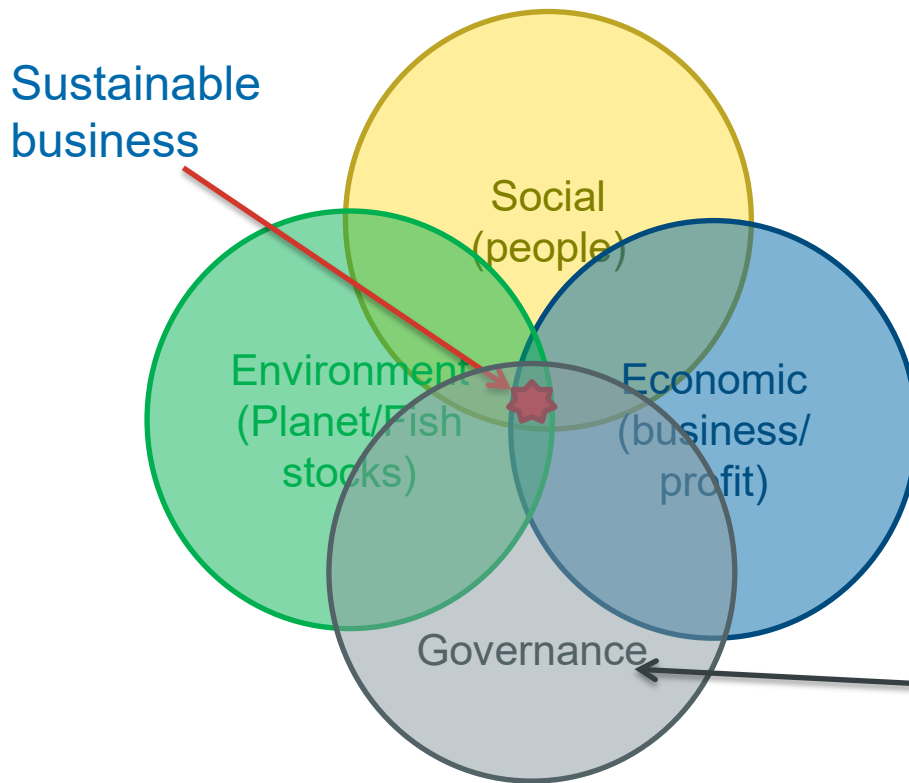 Sustainable
business
Social
(people)
Environment
(Planet/Fish
stocks)
Economic
(business/
profit)
Governance